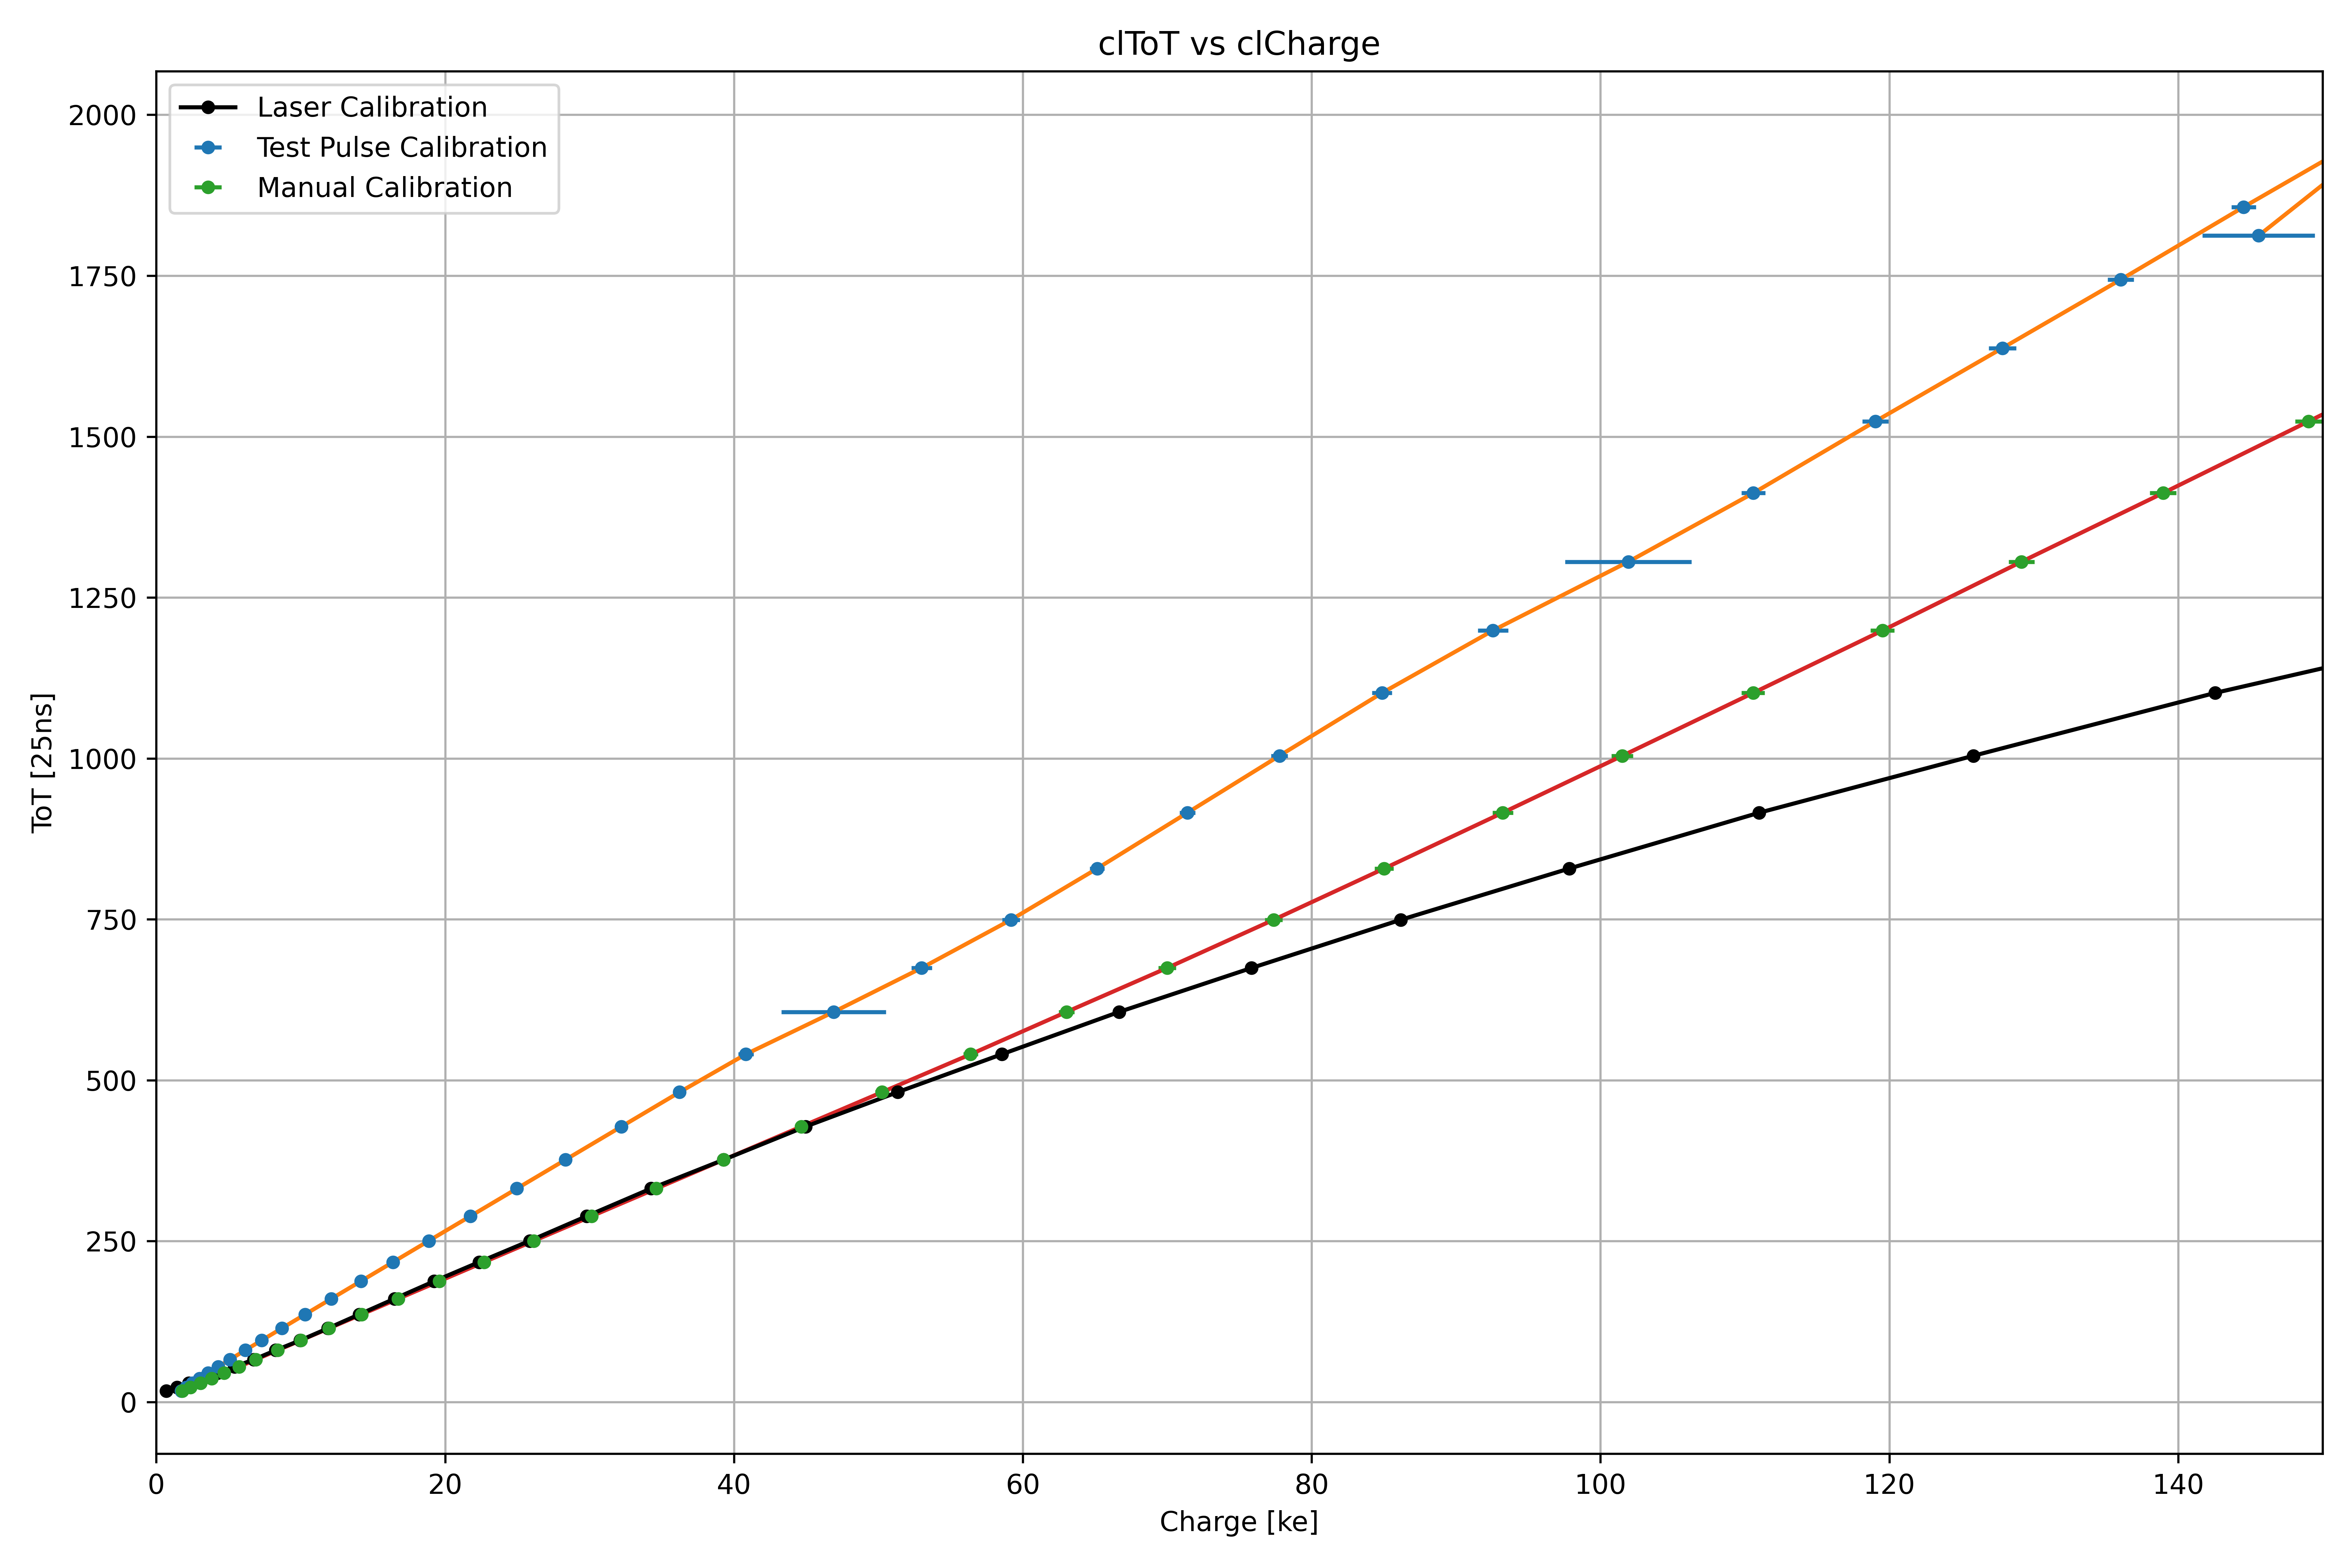 clToT vs clCharge
Laser Calibration
Test Pulse Calibration
Manual Calibration
2000
1750
1500
1250
1000
750
500
250
0
ToT [25ns]
0 20 40 60 80 100 120 140
Charge [ke]